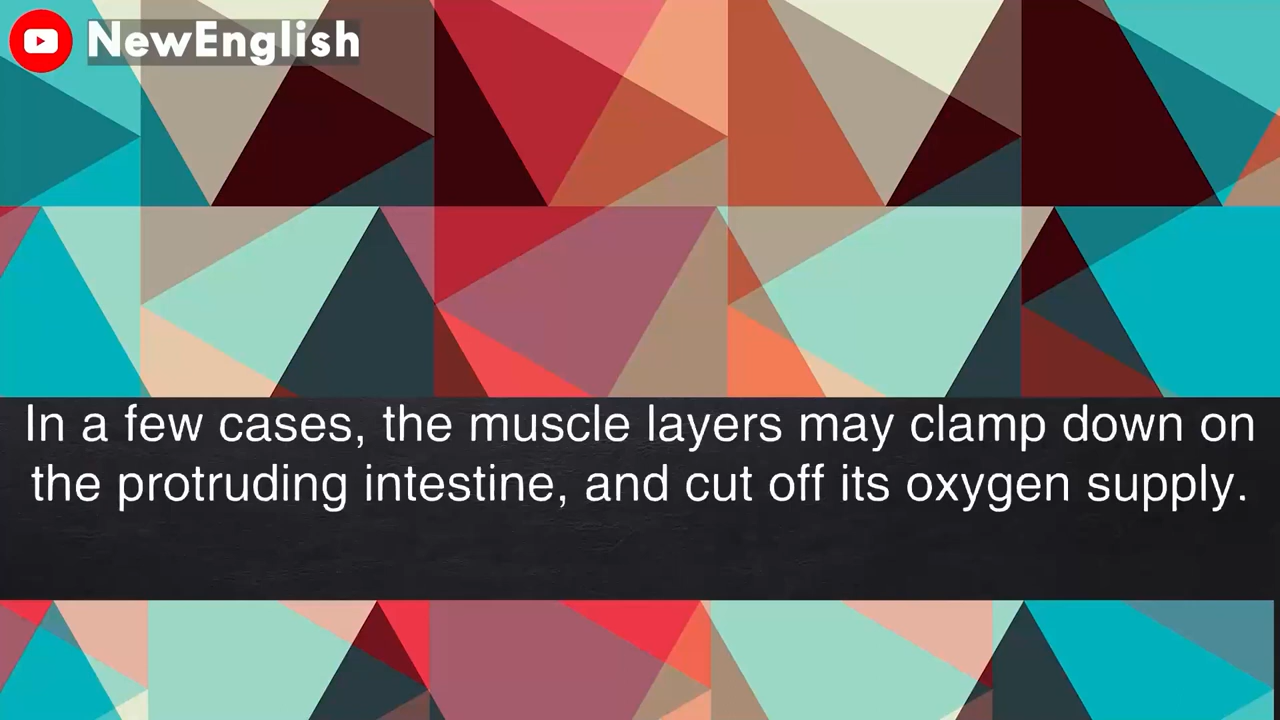 NewEnglish
In a few cases, the muscle layers may clamp down on
the protruding intestine, and cut off its oxygen supply.